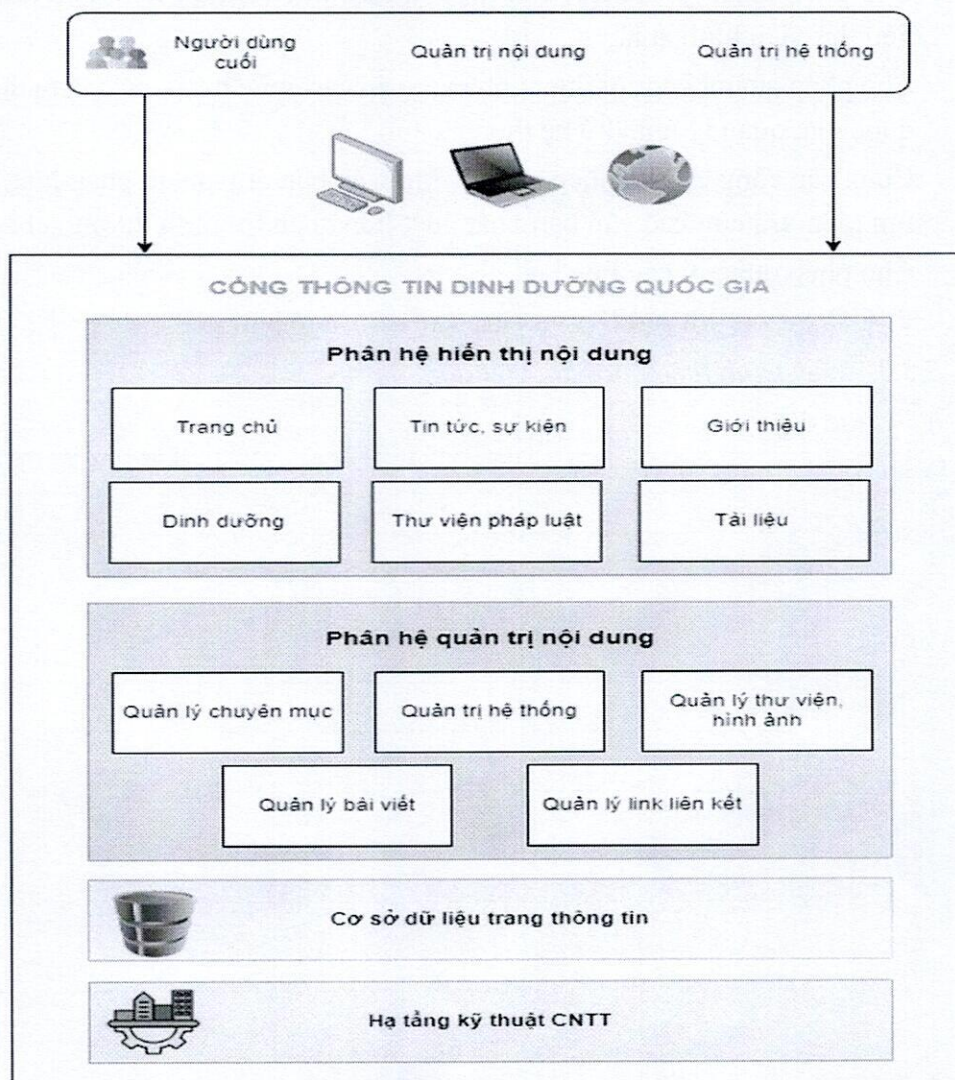 Người dùng
cuối
Quản trị nội dung
Quản trị hệ thống
CỔNG THÔNG TIN DINH DƯỠNG QUỐC GIA
Phân hệ hiển thị nội dung
Trang chủ
Tin tức, sự kiện
Giới thiệu
Dinh dưỡng
Thư viện pháp luật
Tài liệu
Phân hệ quản trị nội dung
Quản lý chuyên mục
Quản trị hệ thống
Quản lý thư viện,
hình ảnh
Quản lý bài viết
Quản lý link liên kết
Cơ sở dữ liệu trang thông tin
Hạ tầng kỹ thuật CNTT